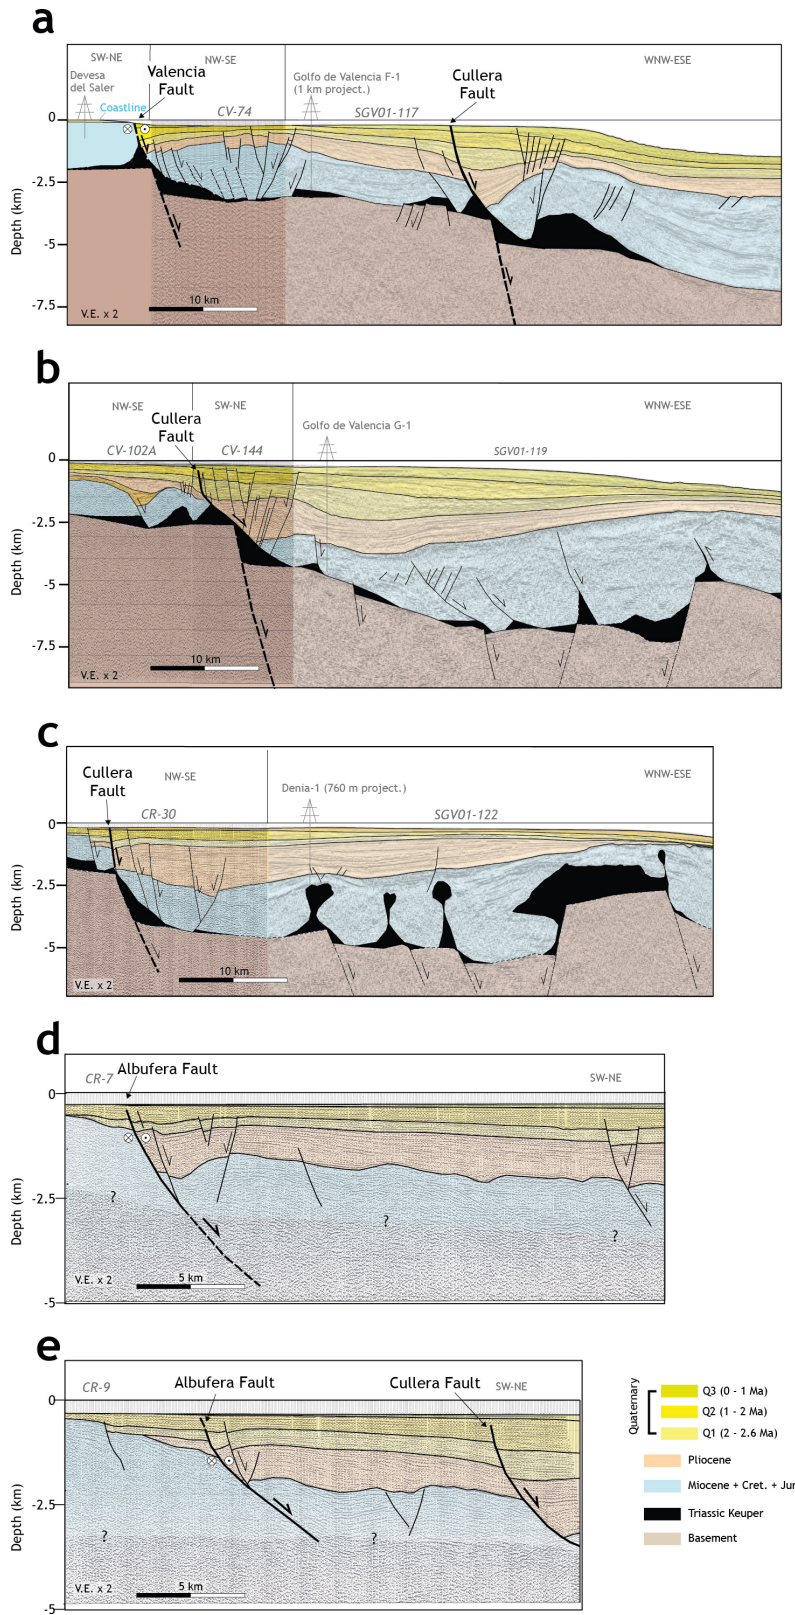 a
SW-NE
NW-SE
WNW-ESE
Devesa
del Saler
Valencia
Fault
Golfo de Valencia F-1
(1 km project.)
Cullera
Fault
Coastline
CV-74
SGV01-117
0
-2.5
-5
-7.5
Depth (km)
10 km
V.E. x 2
b
NW-SE
SW-NE
WNW-ESE
Cullera
Fault
Golfo de Valencia G-1
CV-102A
CV-144
SGV01-119
0
-2.5
-5
-7.5
Depth (km)
10 km
V.E. x 2
c
Cullera
Fault
NW-SE
WNW-ESE
Denia-1 (760 m project.)
CR-30
SGV01-122
0
-2.5
-5
Depth (km)
10 km
V.E. x 2
d
CR-7
Albufera Fault
SW-NE
0
-2.5
-5
Depth (km)
?
?
?
5 km
V.E. x 2
e
CR-9
Albufera Fault
Cullera Fault
SW-NE
0
-2.5
-5
Depth (km)
?
?
5 km
V.E. x 2
Quaternary
Q3 (0 - 1 Ma)
Q2 (1 - 2 Ma)
Q1 (2 - 2.6 Ma)
Pliocene
Miocene + Cret. + Jur
Triassic Keuper
Basement